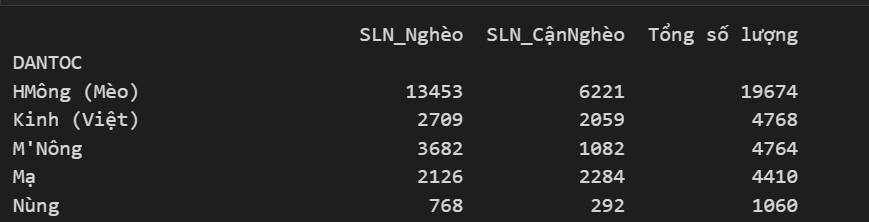 SLN_Nghèo SLN_CậnNghèo Tổng số lượng
DANTOC
HMông (Mèo) 13453 6221 19674
Kinh (Việt) 2709 2059 4768
M'Nông 3682 1082 4764
Mạ 2126 2284 4410
Nùng 768 292 1060